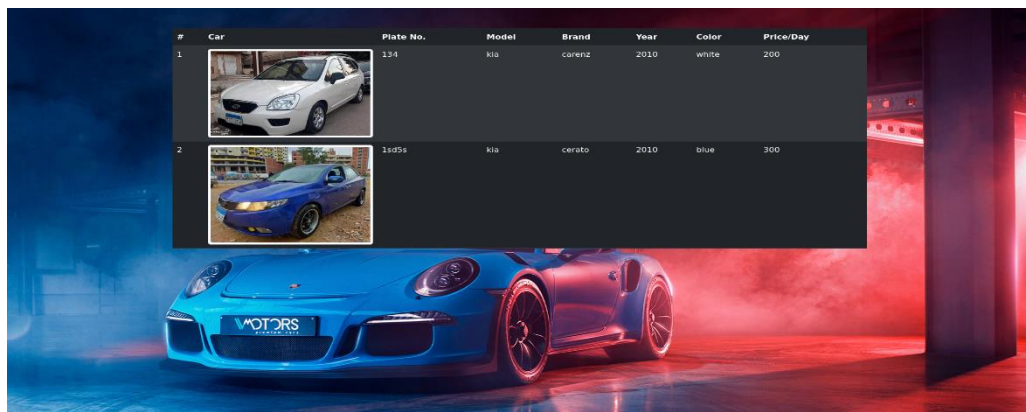 # Car Plate No. Model Brand Year Color Price/Day
1 134 kia carenz 2010 white 200
2 1sd5s kia cerato 2010 blue 300
MOTORS